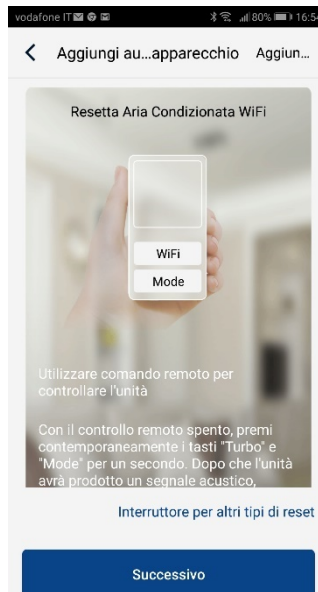 vodafone IT 80% 16:54
Aggiungi au...apparecchio Aggiun...
Resetta Aria Condizionata WiFi
WiFi
Mode
Utilizzare comando remoto per
controllare l'unità
Con il controllo remoto spento, premi
contemporaneamente i tasti "Turbo" e
"Mode" per un secondo. Dopo che l'unità
avrà prodotto un segnale acustico,
Interruttore per altri tipi di reset
Successivo